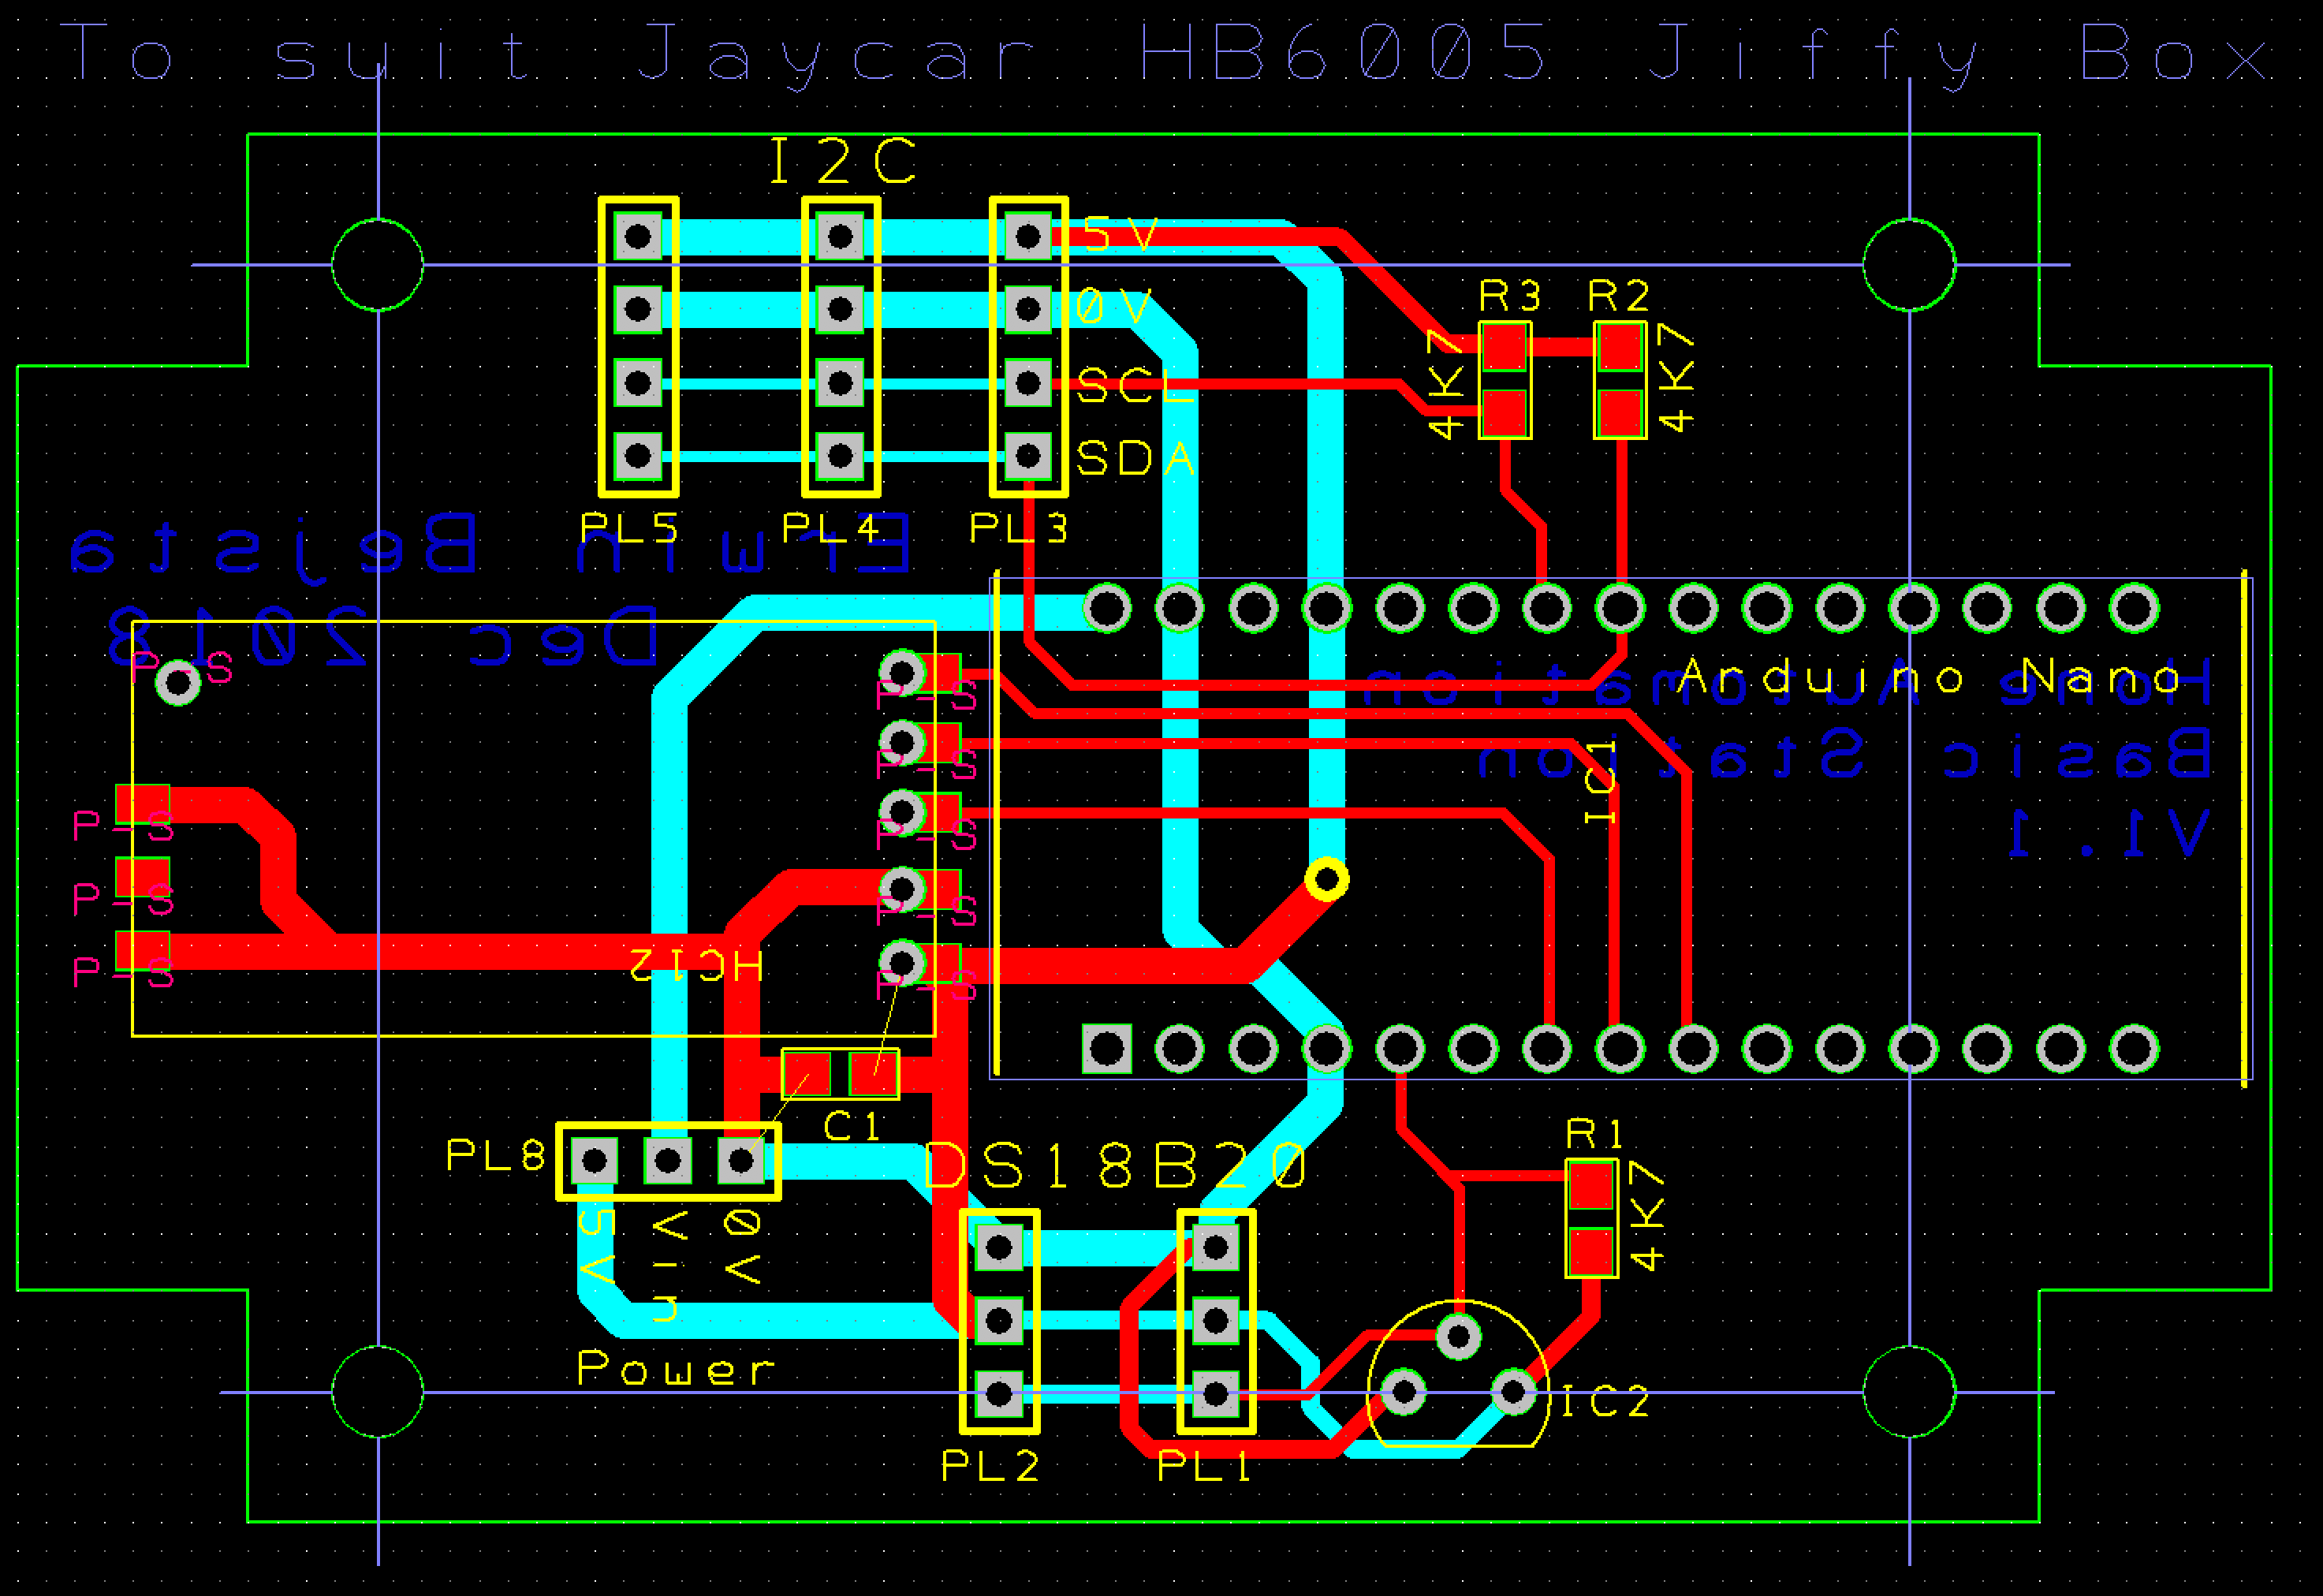 To suit Jaycar HB6005 Jiffy Box
I2C
5V
0V
SCL
SDA
R3
R2
4K7
4K7
PL5
PL4
PL3
Erwin Bejsta
Dec 2018
P-S
P-S
P-S
P-S
P-S
P-S
P-S
P-S
P-S
Arduino Nano
Home Automation
Basic Station
V1.1
IC1
HC12
C1
PL8
5V
Vin
0V
Power
DS18B20
R1
4K7
IC2
PL2
PL1